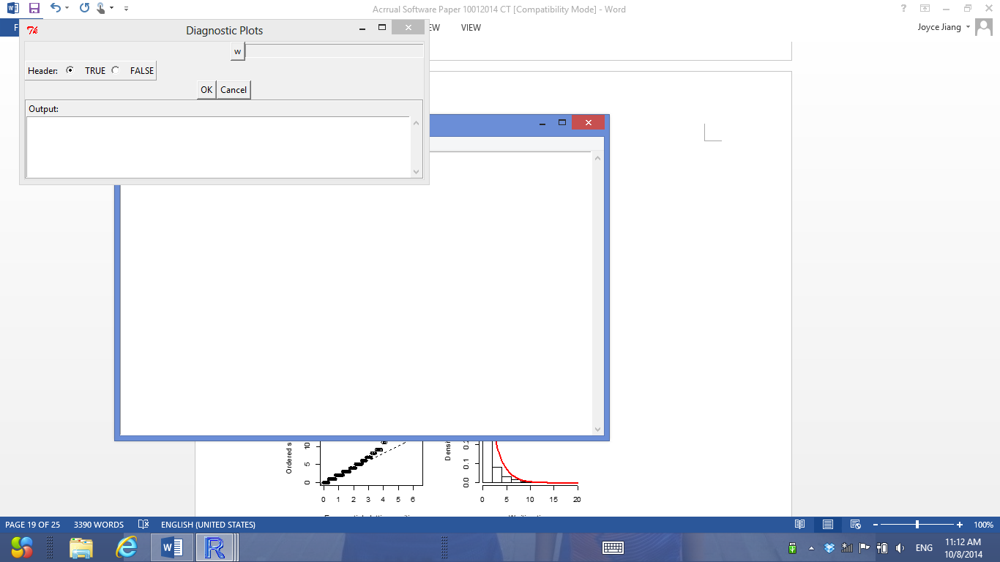 Accrual Software Paper 10012014 CT [Compatibility Mode] - Word
F
EW VIEW
Joyce Jiang
Diagnostic Plots
w
Header: TRUE FALSE
OK Cancel
Output:
Ordered s
0 5 10
0 1 2 3 4 5 6
Densi
0.0 0.1 0.2
0 5 10 15 20
PAGE 19 OF 25 3390 WORDS ENGLISH (UNITED STATES) 100%
ENG
11:12 AM
10/8/2014